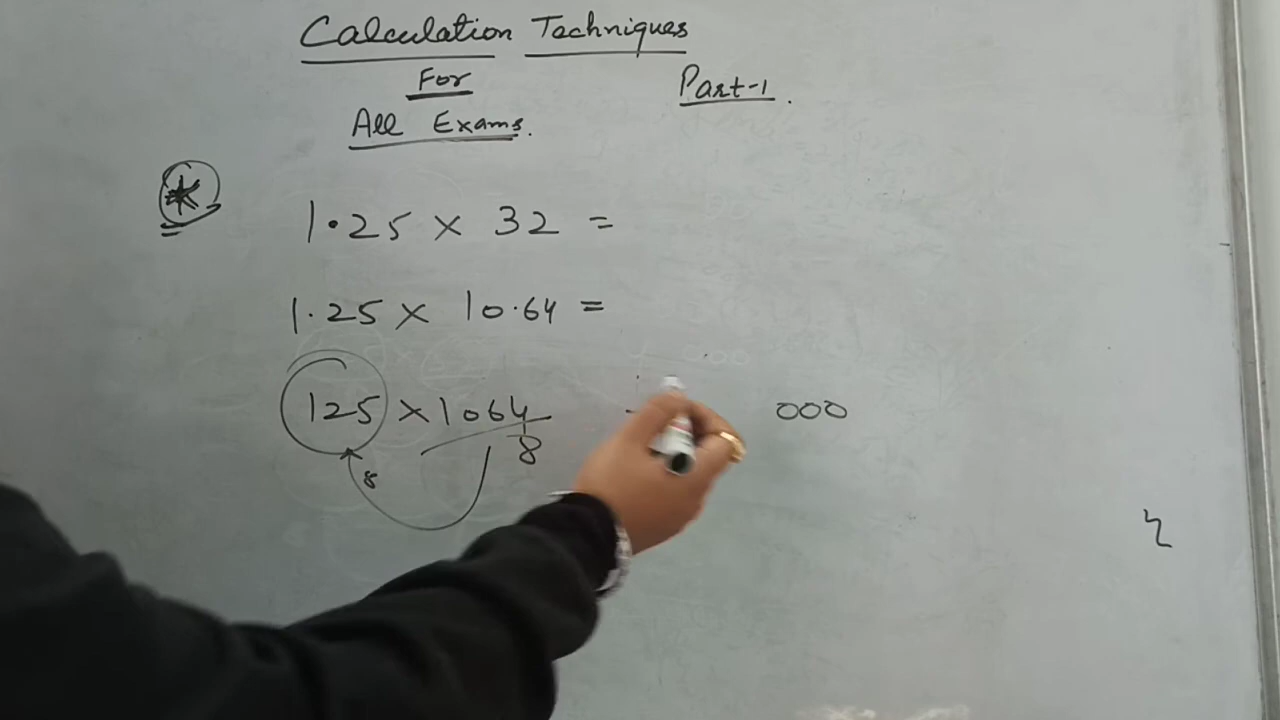 Calculation Techniques
For
Part-1.
All Exams.
1.25 × 32 =
1.25 × 10.64 =
125 × 1064 000
8
8